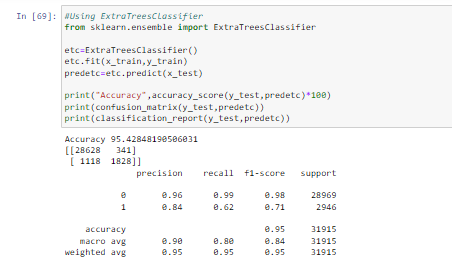 In [69]: #Using ExtraTreesClassifier
from sklearn.ensemble import ExtraTreesClassifier
etc=ExtraTreesClassifier()
etc.fit(x_train,y_train)
predetc=etc.predict(x_test)
print("Accuracy",accuracy_score(y_test,predetc)*100)
print(confusion_matrix(y_test,predetc))
print(classification_report(y_test,predetc))
Accuracy 95.42848190506031
[[28628 341]
[ 1118 1828]]
precision recall f1-score support
0 0.96 0.99 0.98 28969
1 0.84 0.62 0.71 2946
accuracy 0.95 31915
macro avg 0.90 0.80 0.84 31915
weighted avg 0.95 0.95 0.95 31915